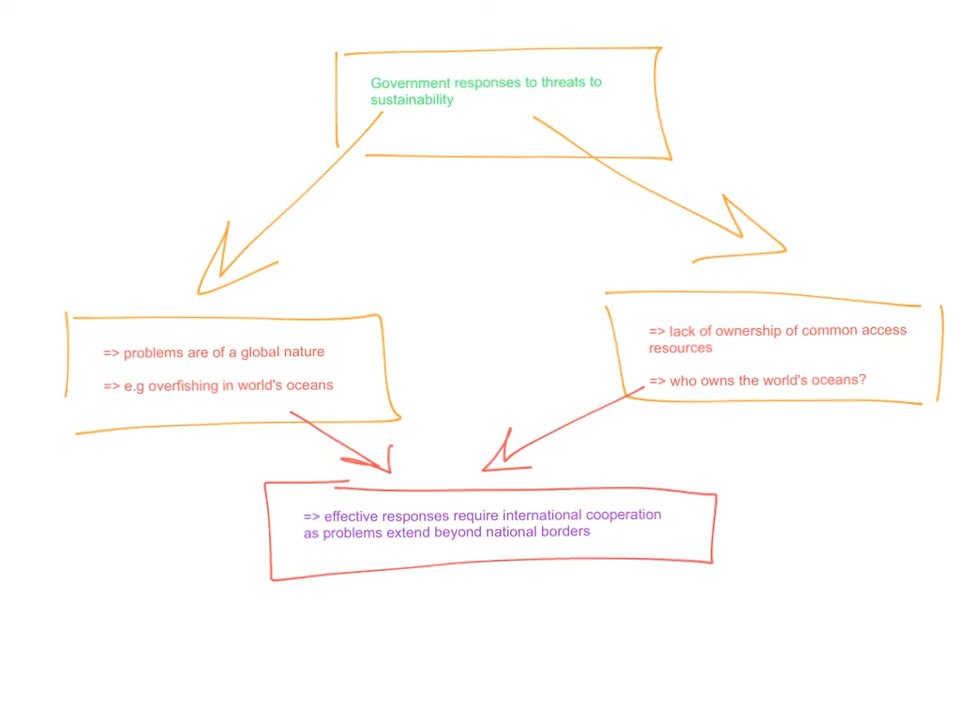 Government responses to threats to
sustainability
=> problems are of a global nature
=> e.g overfishing in world's oceans
=> lack of ownership of common access
resources
=> who owns the world's oceans?
=> effective responses require international cooperation
as problems extend beyond national borders